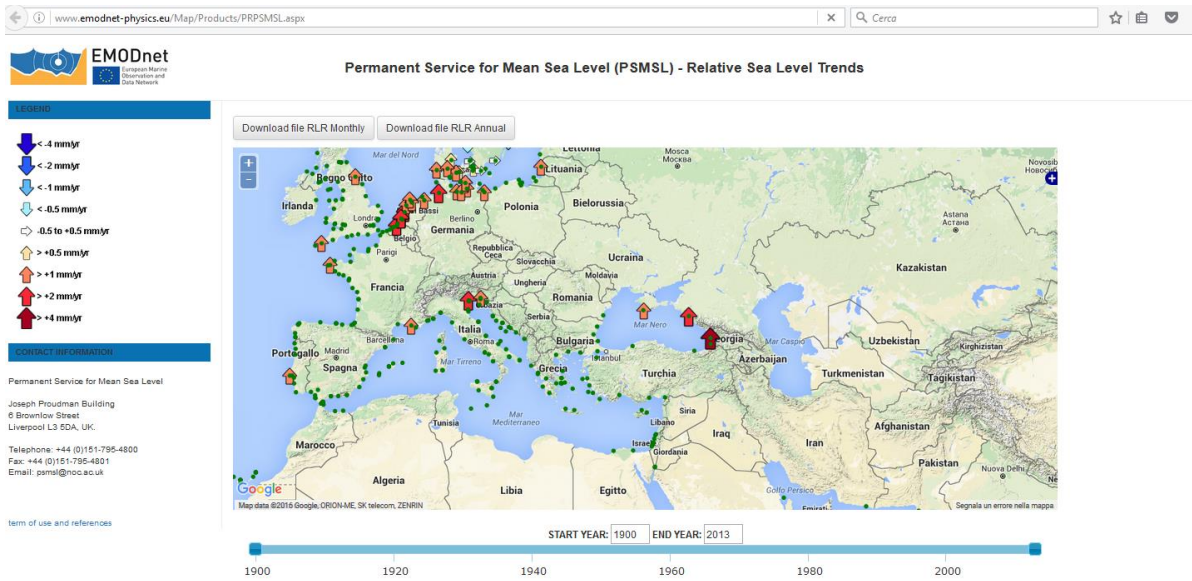 www.emodnet-physics.eu/Map/Products/PRPSMSL.aspx
Cerca
EMODnet
European Marine
Observation and
Data Network
Permanent Service for Mean Sea Level (PSMSL) - Relative Sea Level Trends
LEGEND
< -4 mm/yr
< -2 mm/yr
< -1 mm/yr
< -0.5 mm/yr
-0.5 to +0.5 mm/yr
> +0.5 mm/yr
> +1 mm/yr
> +2 mm/yr
> +4 mm/yr
CONTACT INFORMATION
Permanent Service for Mean Sea Level
Joseph Proudman Building
6 Brownlow Street
Liverpool L3 5DA, UK.
Telephone: +44 (0)151-795-4800
Fax: +44 (0)151-795-4801
Email: psmsl@noc.ac.uk
term of use and references
Download file RLR Monthly
Download file RLR Annual
Mar del Nord
Lettonia
Mosca
Москва
Lituania
Irlanda
Londra
Berlino
Polonia
Bielorussia
Germania
Belgio
Parigi
Repubblica
Ceca
Slovacchia
Ucraina
Astana
Астана
Kazakistan
Francia
Austria
Ungheria
Moldavia
Romania
Serbia
Italia
Roma
Bulgaria
Mar Nero
Mar Caspio
Uzbekistan
Kirghizistan
Portogallo
Madrid
Spagna
Barcellona
Mar Tirreno
Grecia
Istanbul
Turchia
Azerbaijan
Turkmenistan
Tagikistan
Tunisia
Mar
Mediterraneo
Siria
Libano
Iraq
Israele
Giordania
Iran
Afghanistan
Marocco
Pakistan
Nuova Delhi
Algeria
Libia
Egitto
Golfo Persico
Google
Map data ©2016 Google, ORION-ME, SK telecom, ZENRIN
Segnala un errore nella mappa
START YEAR: 1900 END YEAR: 2013
1900 1920 1940 1960 1980 2000